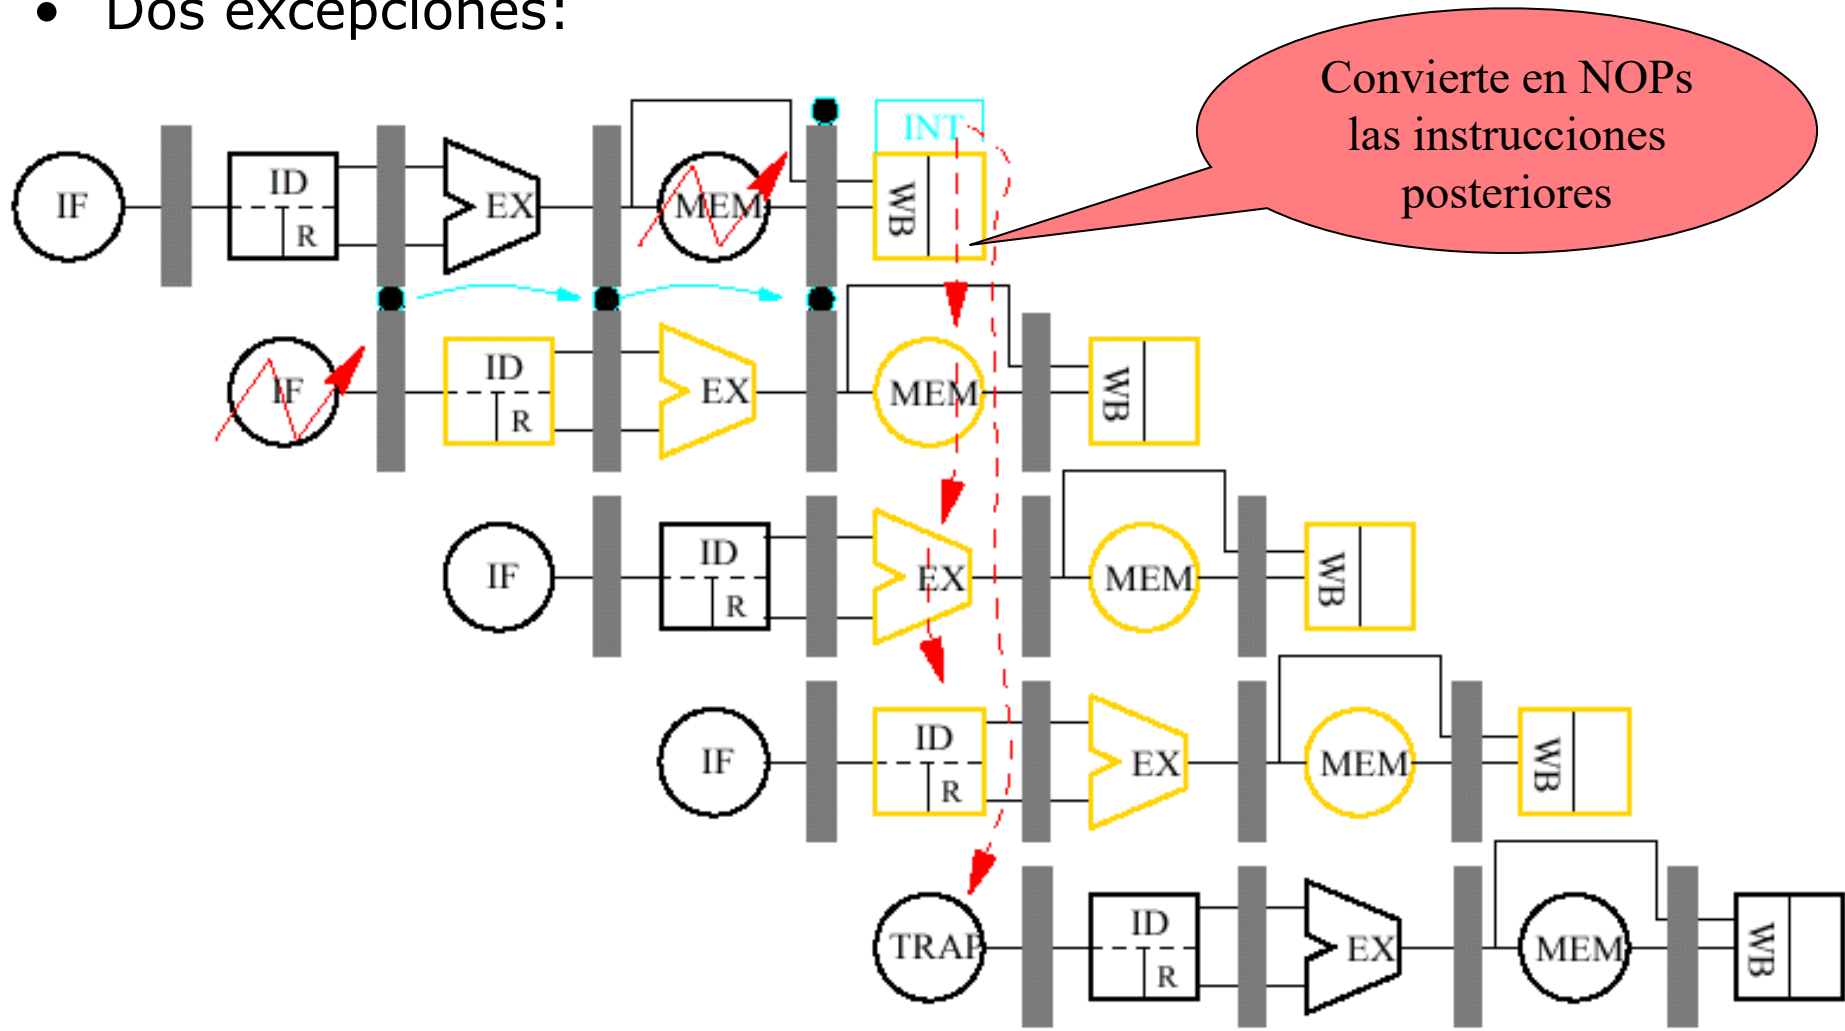 • Dos excepciones:
Convierte en NOPs
las instrucciones
posteriores
INT
IF ID R EX MEM WB
IF ID R EX MEM WB
IF ID R EX MEM WB
IF ID R EX MEM WB
TRAP ID R EX MEM WB